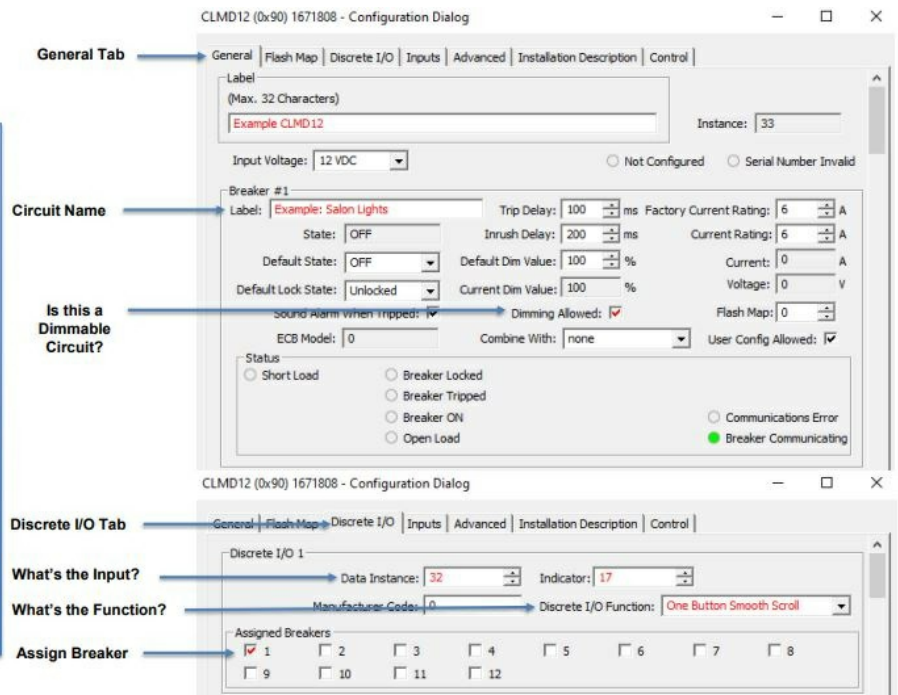 CLMD12 (0x90) 1671808 - Configuration Dialog
General Tab
General Flash Map Discrete I/O Inputs Advanced Installation Description Control
Label
(Max. 32 Characters)
Example CLMD12
Instance: 33
Input Voltage: 12 VDC
Not Configured Serial Number Invalid
Breaker #1
Circuit Name
Label: Example: Salon Lights Trip Delay: 100 ms Factory Current Rating: 6 A
State: OFF Inrush Delay: 200 ms Current Rating: 6 A
Default State: OFF Default Dim Value: 100 % Current: 0 A
Default Lock State: Unlocked Current Dim Value: 100 % Voltage: 0 V
Is this a
Dimmable
Circuit?
Sound Alarm When Tripped: Dimming Allowed: Flash Map: 0
ECB Model: 0 Combine With: none User Config Allowed:
Status
Short Load Breaker Locked
Breaker Tripped
Breaker ON Communications Error
Open Load Breaker Communicating
CLMD12 (0x90) 1671808 - Configuration Dialog
Discrete I/O Tab
General Flash Map Discrete I/O Inputs Advanced Installation Description Control
Discrete I/O 1
What's the Input?
Data Instance: 32 Indicator: 17
What's the Function?
Manufacturer Code: 0 Discrete I/O Function: One Button Smooth Scroll
Assigned Breakers
Assign Breaker
1 2 3 4 5 6 7 8
9 10 11 12